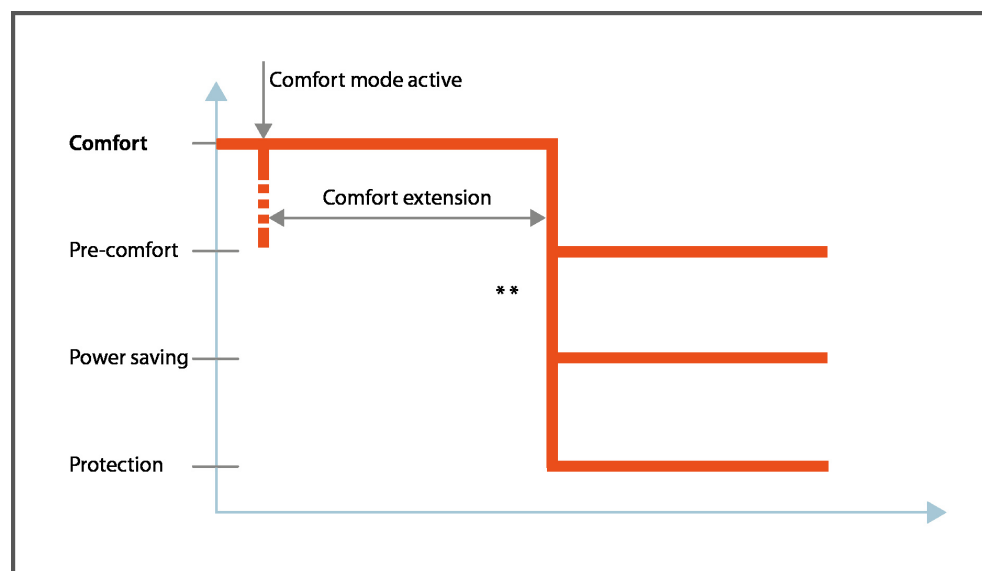 Comfort mode active
Comfort
Comfort extension
Pre-comfort
**
Power saving
Protection